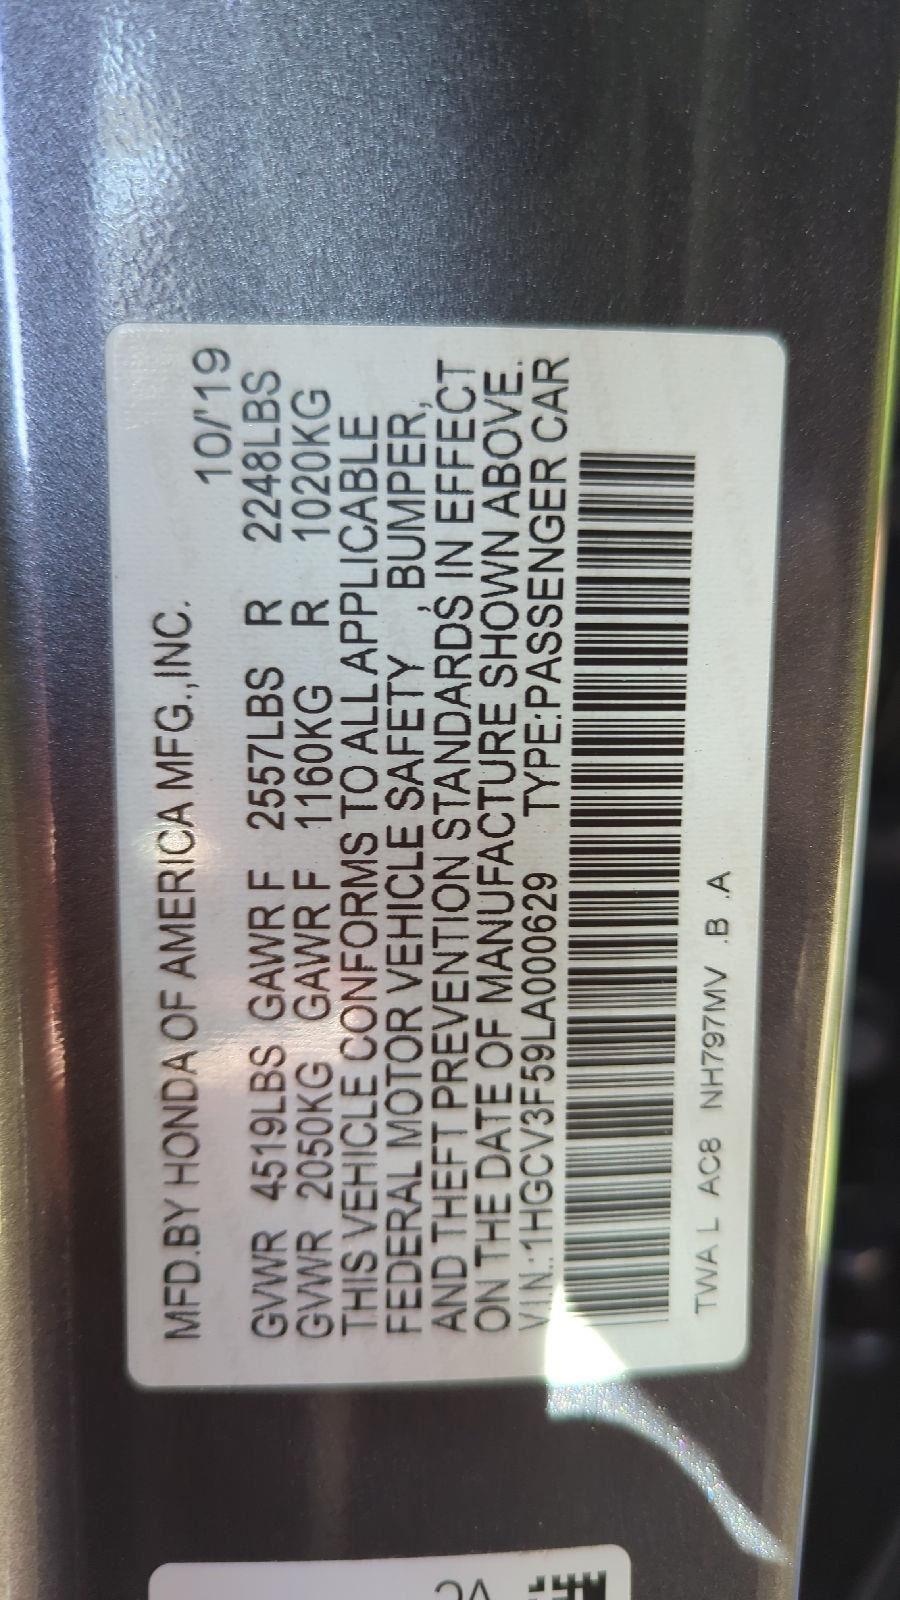 MFD.BY HONDA OF AMERICA MFG.,INC. 10/'19
GVWR 4519LBS GAWR F 2557LBS R 2248LBS
GVWR 2050KG GAWR F 1160KG R 1020KG
THIS VEHICLE CONFORMS TO ALL APPLICABLE
FEDERAL MOTOR VEHICLE SAFETY , BUMPER,
AND THEFT PREVENTION STANDARDS IN EFFECT
ON THE DATE OF MANUFACTURE SHOWN ABOVE.
V.I.N.:1HGCV3F59LA000629 TYPE:PASSENGER CAR
TWA L AC8 NH797MV .B .A